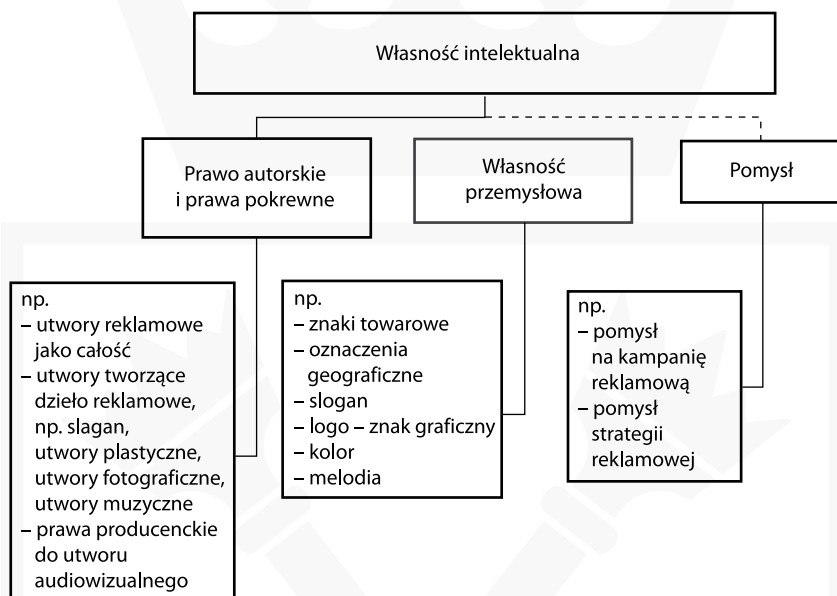 Własność intelektualna
Prawo autorskie
i prawa pokrewne
Własność
przemysłowa
Pomysł
np.
– utwory reklamowe
jako całość
– utwory tworzące
dzieło reklamowe,
np. slagan,
utwory plastyczne,
utwory fotograficzne,
utwory muzyczne
– prawa producenckie
do utworu
audiowizualnego
np.
– znaki towarowe
– oznaczenia
geograficzne
– slogan
– logo – znak graficzny
– kolor
– melodia
np.
– pomysł
na kampanię
reklamową
– pomysł
strategii
reklamowej